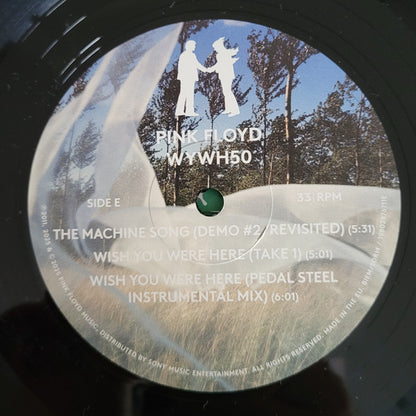 PINK FLOYD
WYWH50
SIDE E
33⅓ RPM
THE MACHINE SONG (DEMO #2, REVISITED) (5:31)
WISH YOU WERE HERE (TAKE 1) (5:01)
WISH YOU WERE HERE (PEDAL STEEL
INSTRUMENTAL MIX) (6:01)
PINK FLOYD MUSIC. DISTRIBUTED BY SONY MUSIC ENTERTAINMENT. ALL RIGHTS RESERVED. MADE IN THE EU.